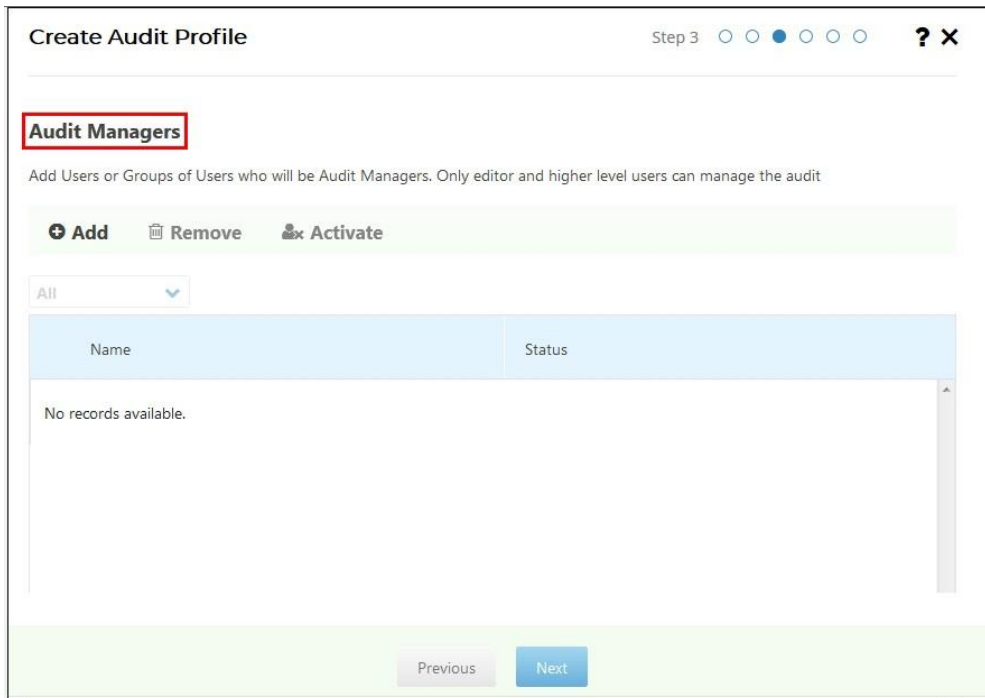 Create Audit Profile
Step 3
? ×
Audit Managers
Add Users or Groups of Users who will be Audit Managers. Only editor and higher level users can manage the audit
Add Remove Activate
All
Name Status
No records available.
Previous Next